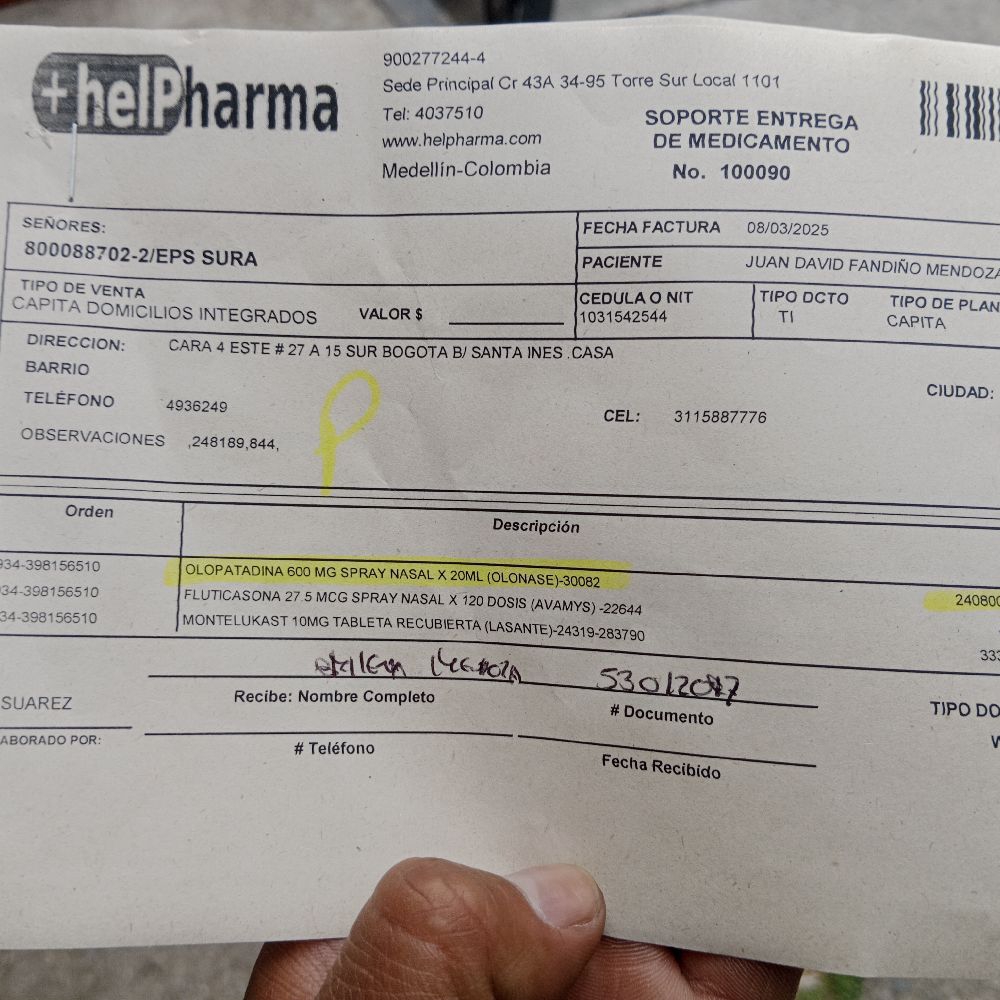 +helPharma
900277244-4
Sede Principal Cr 43A 34-95 Torre Sur Local 1101
Tel: 4037510
www.helpharma.com
Medellín-Colombia
SOPORTE ENTREGA
DE MEDICAMENTO
No. 100090
SEÑORES:
800088702-2/EPS SURA
FECHA FACTURA 08/03/2025
PACIENTE JUAN DAVID FANDIÑO MENDOZA
TIPO DE VENTA
CAPITA DOMICILIOS INTEGRADOS VALOR $
CEDULA O NIT
1031542544
TIPO DCTO
TI
TIPO DE PLAN
CAPITA
DIRECCION: CARA 4 ESTE # 27 A 15 SUR BOGOTA B/ SANTA INES .CASA
BARRIO
CIUDAD:
TELÉFONO 4936249
CEL: 3115887776
OBSERVACIONES ,248189,844,
P
Orden Descripción
934-398156510 OLOPATADINA 600 MG SPRAY NASAL X 20ML (OLONASE)-30082 240800
34-398156510 FLUTICASONA 27.5 MCG SPRAY NASAL X 120 DOSIS (AVAMYS) -22644
34-398156510 MONTELUKAST 10MG TABLETA RECUBIERTA (LASANTE)-24319-283790
333
Recibe: Nombre Completo
# Documento
SUAREZ
TIPO DO
ABORADO POR:
# Teléfono
Fecha Recibido